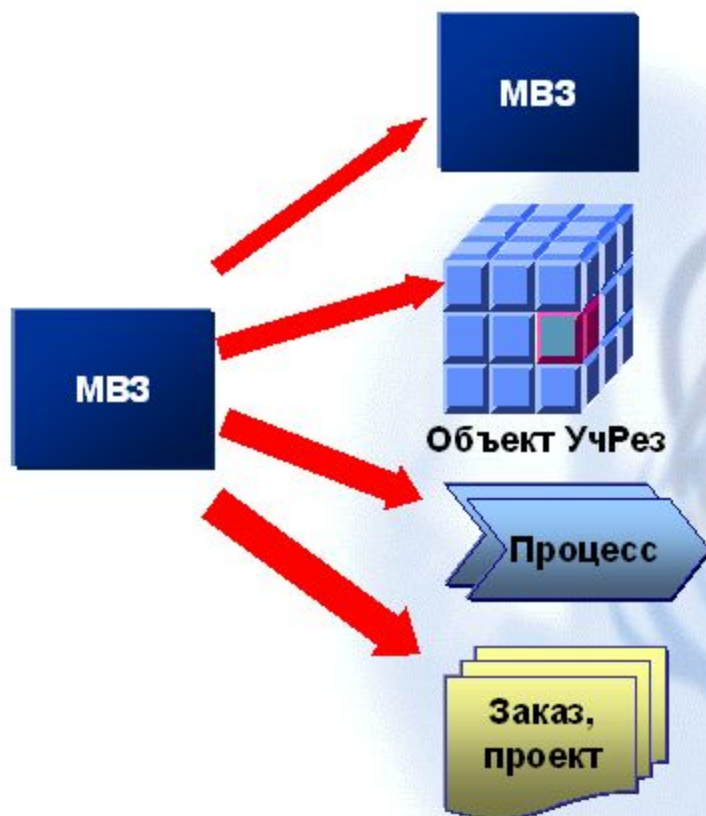 МВЗ
МВЗ
Объект УчРез
Процесс
Заказ,
проект